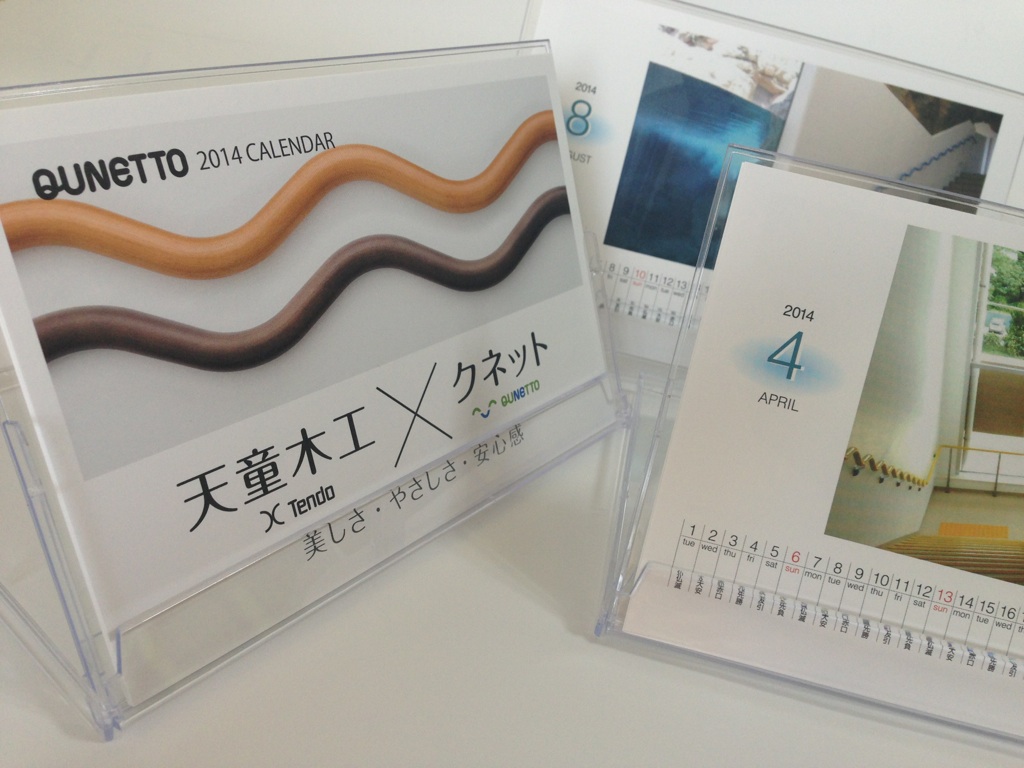 QUNETTO 2014 CALENDAR
天童木工×クネット
QUNETTO
Tendo
美しさ・やさしさ・安心感
2014
8
UST
8 9 10 11 12 13
2014
4
APRIL
1 2 3 4 5 6 7 8 9 10 11 12 13 14 15 16
tue wed thu fri sat sun mon tue wed thu fri sat sun mon tue wed